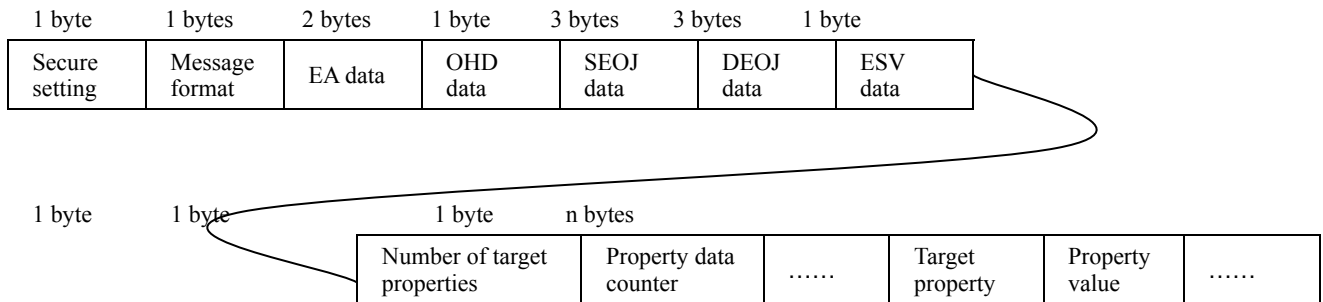 1 byte 1 bytes 2 bytes 1 byte 3 bytes 3 bytes 1 byte
Secure setting Message format EA data OHD data SEOJ data DEOJ data ESV data
1 byte 1 byte 1 byte n bytes
Number of target properties Property data counter …… Target property Property value ……